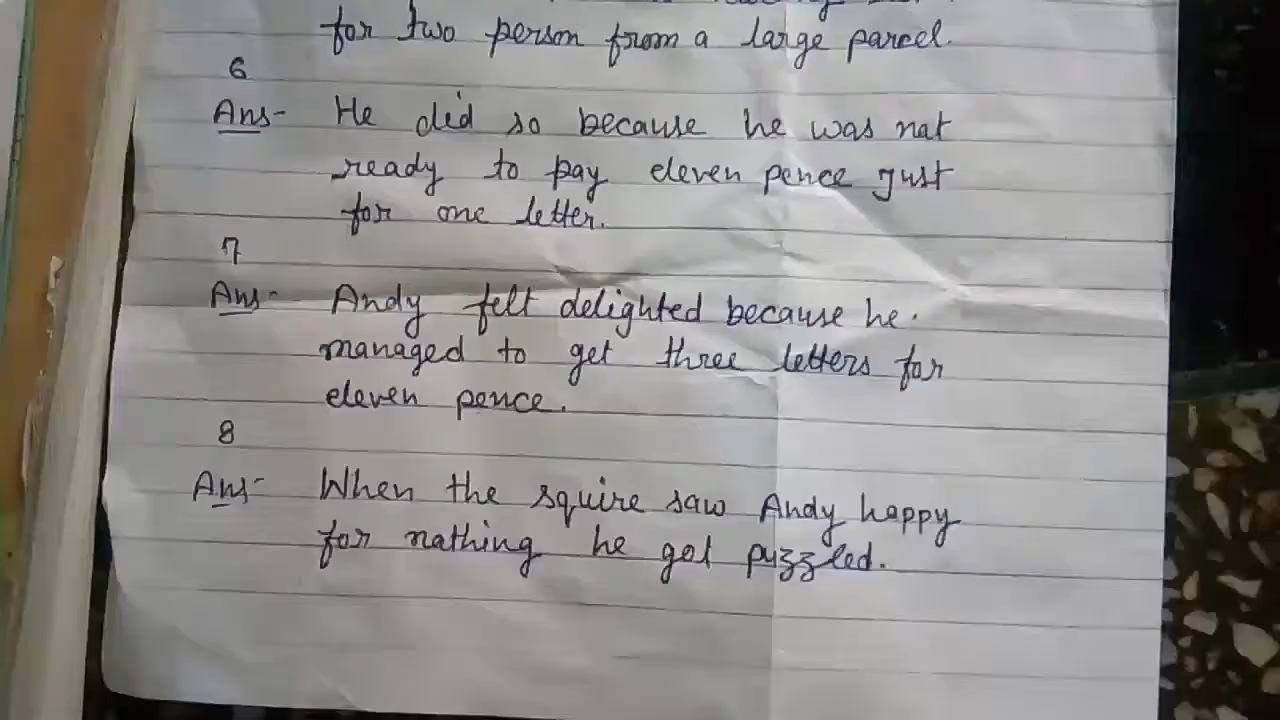 for two person from a large parcel.
6
Ans- He did so because he was not
ready to pay eleven pence just
for one letter.
7
Ans- Andy felt delighted because he.
managed to get three letters for
eleven pence.
8
Ans- When the squire saw Andy happy
for nothing he got puzzled.